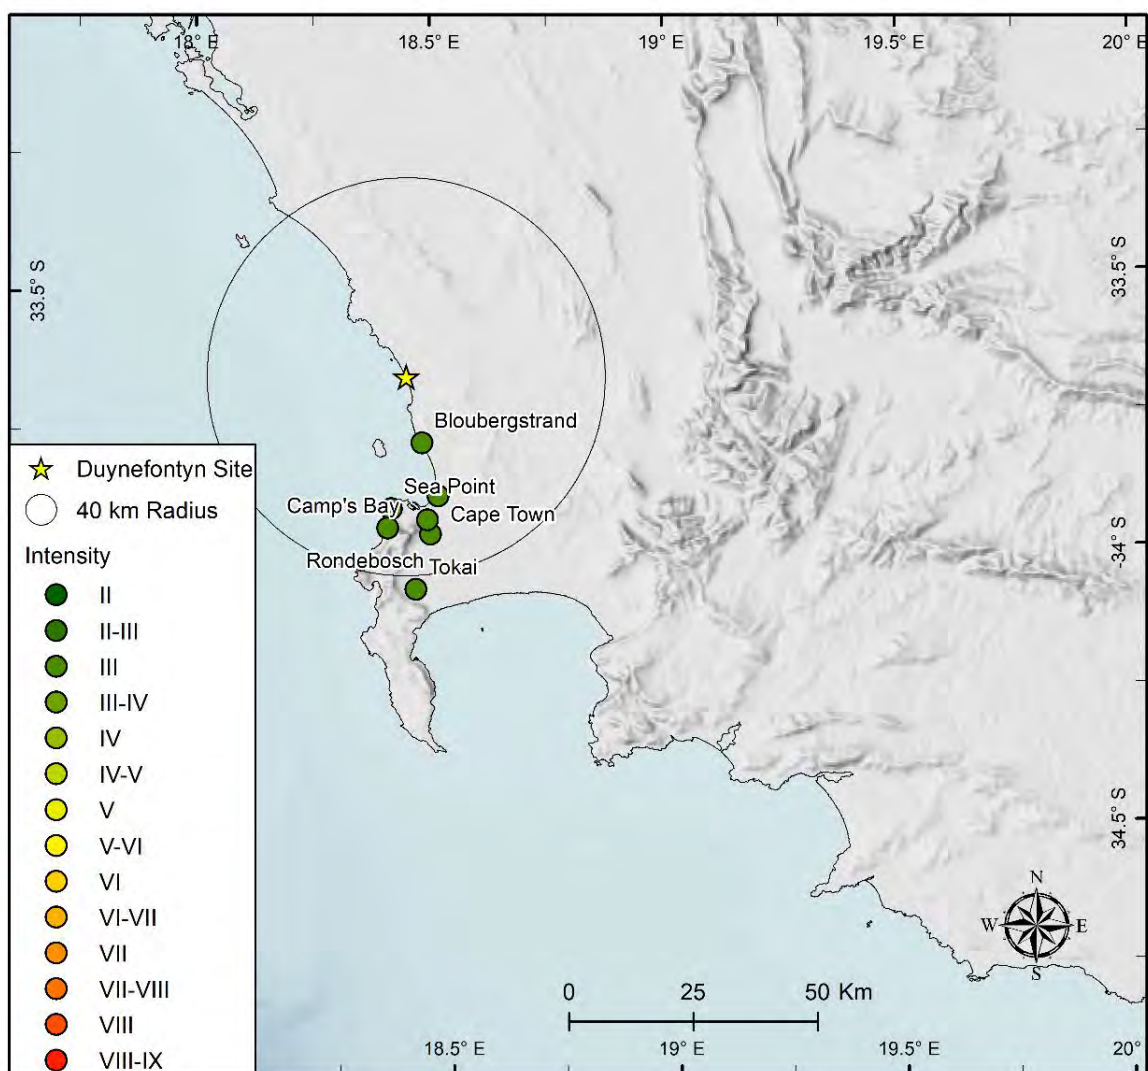 18° E
18.5° E
19° E
19.5° E
20° E
33.5° S
33.5° S
Bloubergstrand
Duynefontyn Site
40 km Radius
Sea Point
Camp's Bay
Cape Town
Rondebosch
Tokai
-34° S
Intensity
II
II-III
III
III-IV
IV
IV-V
V
V-VI
VI
VI-VII
VII
VII-VIII
VIII
VIII-IX
34.5° S
N
W
E
S
0
25
50 Km
18.5° E
19° E
19.5° E
20°